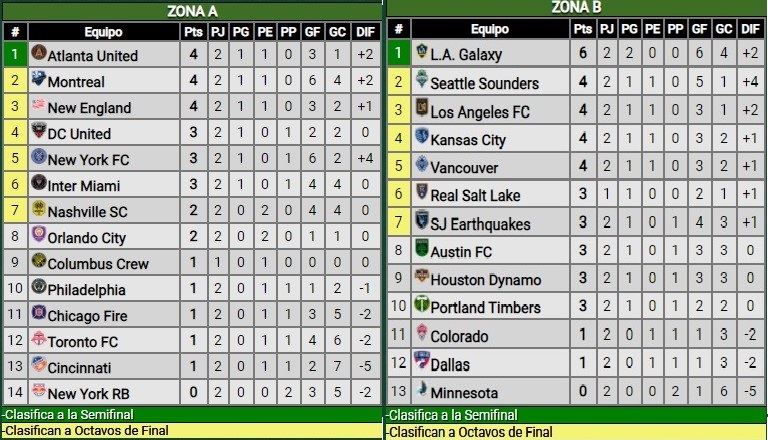 ZONA A
# Equipo Pts PJ PG PE PP GF GC DIF
1 Atlanta United 4 2 1 1 0 3 1 +2
2 Montreal 4 2 1 1 0 6 4 +2
3 New England 4 2 1 1 0 3 2 +1
4 DC United 3 2 1 0 1 2 2 0
5 New York FC 3 2 1 0 1 6 2 +4
6 Inter Miami 3 2 1 0 1 4 4 0
7 Nashville SC 2 2 0 2 0 4 4 0
8 Orlando City 2 2 0 2 0 1 1 0
9 Columbus Crew 1 1 0 1 0 0 0 0
10 Philadelphia 1 2 0 1 1 1 2 -1
11 Chicago Fire 1 2 0 1 1 3 5 -2
12 Toronto FC 1 2 0 1 1 4 6 -2
13 Cincinnati 1 2 0 1 1 2 7 -5
14 New York RB 0 2 0 0 2 3 5 -2
-Clasifica a la Semifinal
-Clasifican a Octavos de Final
ZONA B
# Equipo Pts PJ PG PE PP GF GC DIF
1 L.A. Galaxy 6 2 2 0 0 6 4 +2
2 Seattle Sounders 4 2 1 1 0 5 1 +4
3 Los Angeles FC 4 2 1 1 0 3 1 +2
4 Kansas City 4 2 1 1 0 3 2 +1
5 Vancouver 4 2 1 1 0 3 2 +1
6 Real Salt Lake 3 1 1 0 0 2 1 +1
7 SJ Earthquakes 3 2 1 0 1 4 3 +1
8 Austin FC 3 2 1 0 1 3 3 0
9 Houston Dynamo 3 2 1 0 1 3 3 0
10 Portland Timbers 3 2 1 0 1 2 2 0
11 Colorado 1 2 0 1 1 1 3 -2
12 Dallas 1 2 0 1 1 1 3 -2
13 Minnesota 0 2 0 0 2 1 6 -5
-Clasifica a la Semifinal
-Clasifican a Octavos de Final